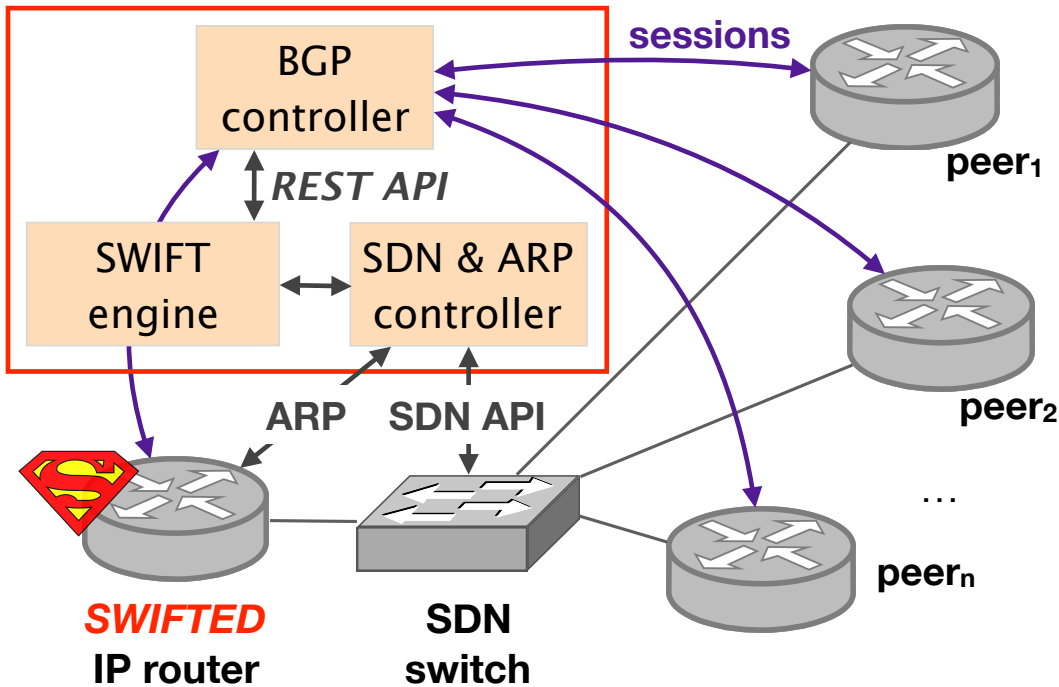 sessions
BGP
controller
peer₁
REST API
SWIFT
engine
SDN & ARP
controller
ARP
SDN API
peer₂
S
...
peerₙ
SWIFTED
IP router
SDN
switch